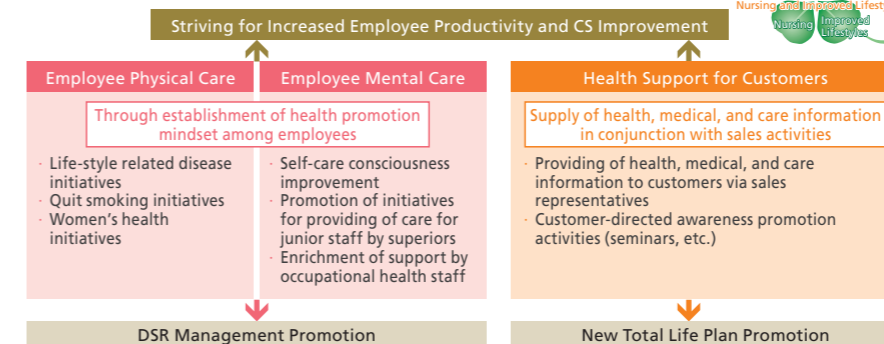 Nursing and Improved Lifesty
Nursing
Improved
Lifestyles
Striving for Increased Employee Productivity and CS Improvement
Employee Physical Care
Employee Mental Care
Through establishment of health promotion
mindset among employees
· Life-style related disease
initiatives
· Quit smoking initiatives
· Women's health
initiatives
· Self-care consciousness
improvement
· Promotion of initiatives
for providing of care for
junior staff by superiors
· Enrichment of support by
occupational health staff
DSR Management Promotion
Health Support for Customers
Supply of health, medical, and care information
in conjunction with sales activities
· Providing of health, medical, and care
information to customers via sales
representatives
· Customer-directed awareness promotion
activities (seminars, etc.)
New Total Life Plan Promotion